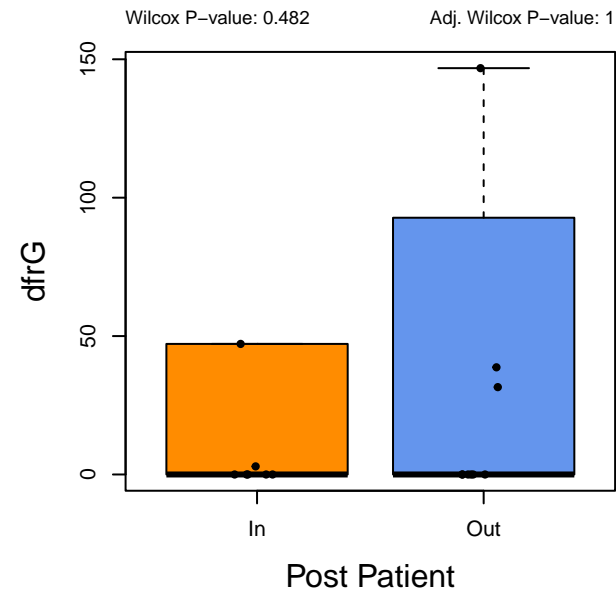 Wilcox P−value: 0.482
Adj. Wilcox P−value: 1
150
100
50
0
dfrG
In
Out
Post Patient